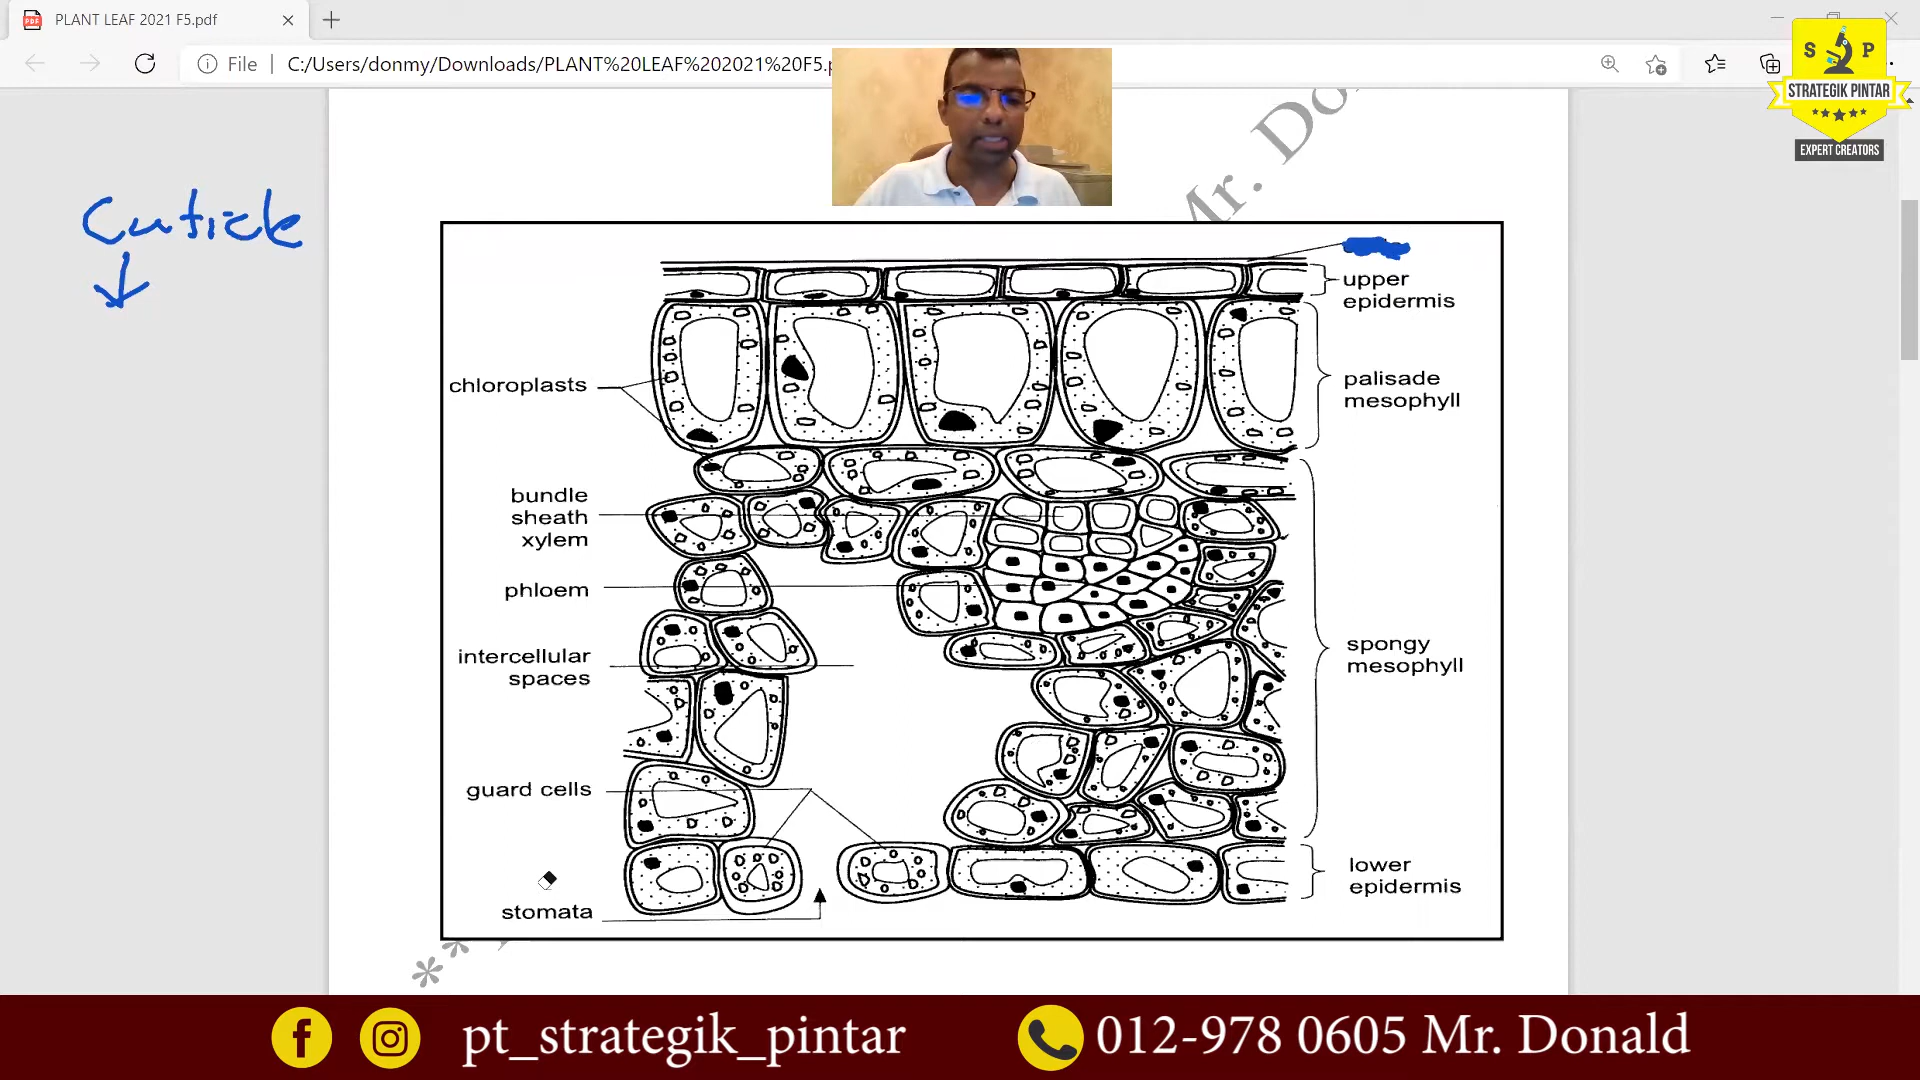 PLANT LEAF 2021 F5.pdf
File
C:/Users/donmy/Downloads/PLANT%20LEAF%202021%20F5.p
S P
STRATEGIK PINTAR
EXPERT CREATORS
Mr. Do
Cuticle
upper
epidermis
chloroplasts
palisade
mesophyll
bundle
sheath
xylem
phloem
intercellular
spaces
spongy
mesophyll
guard cells
lower
epidermis
stomata
**
pt_strategik_pintar
012-978 0605 Mr. Donald